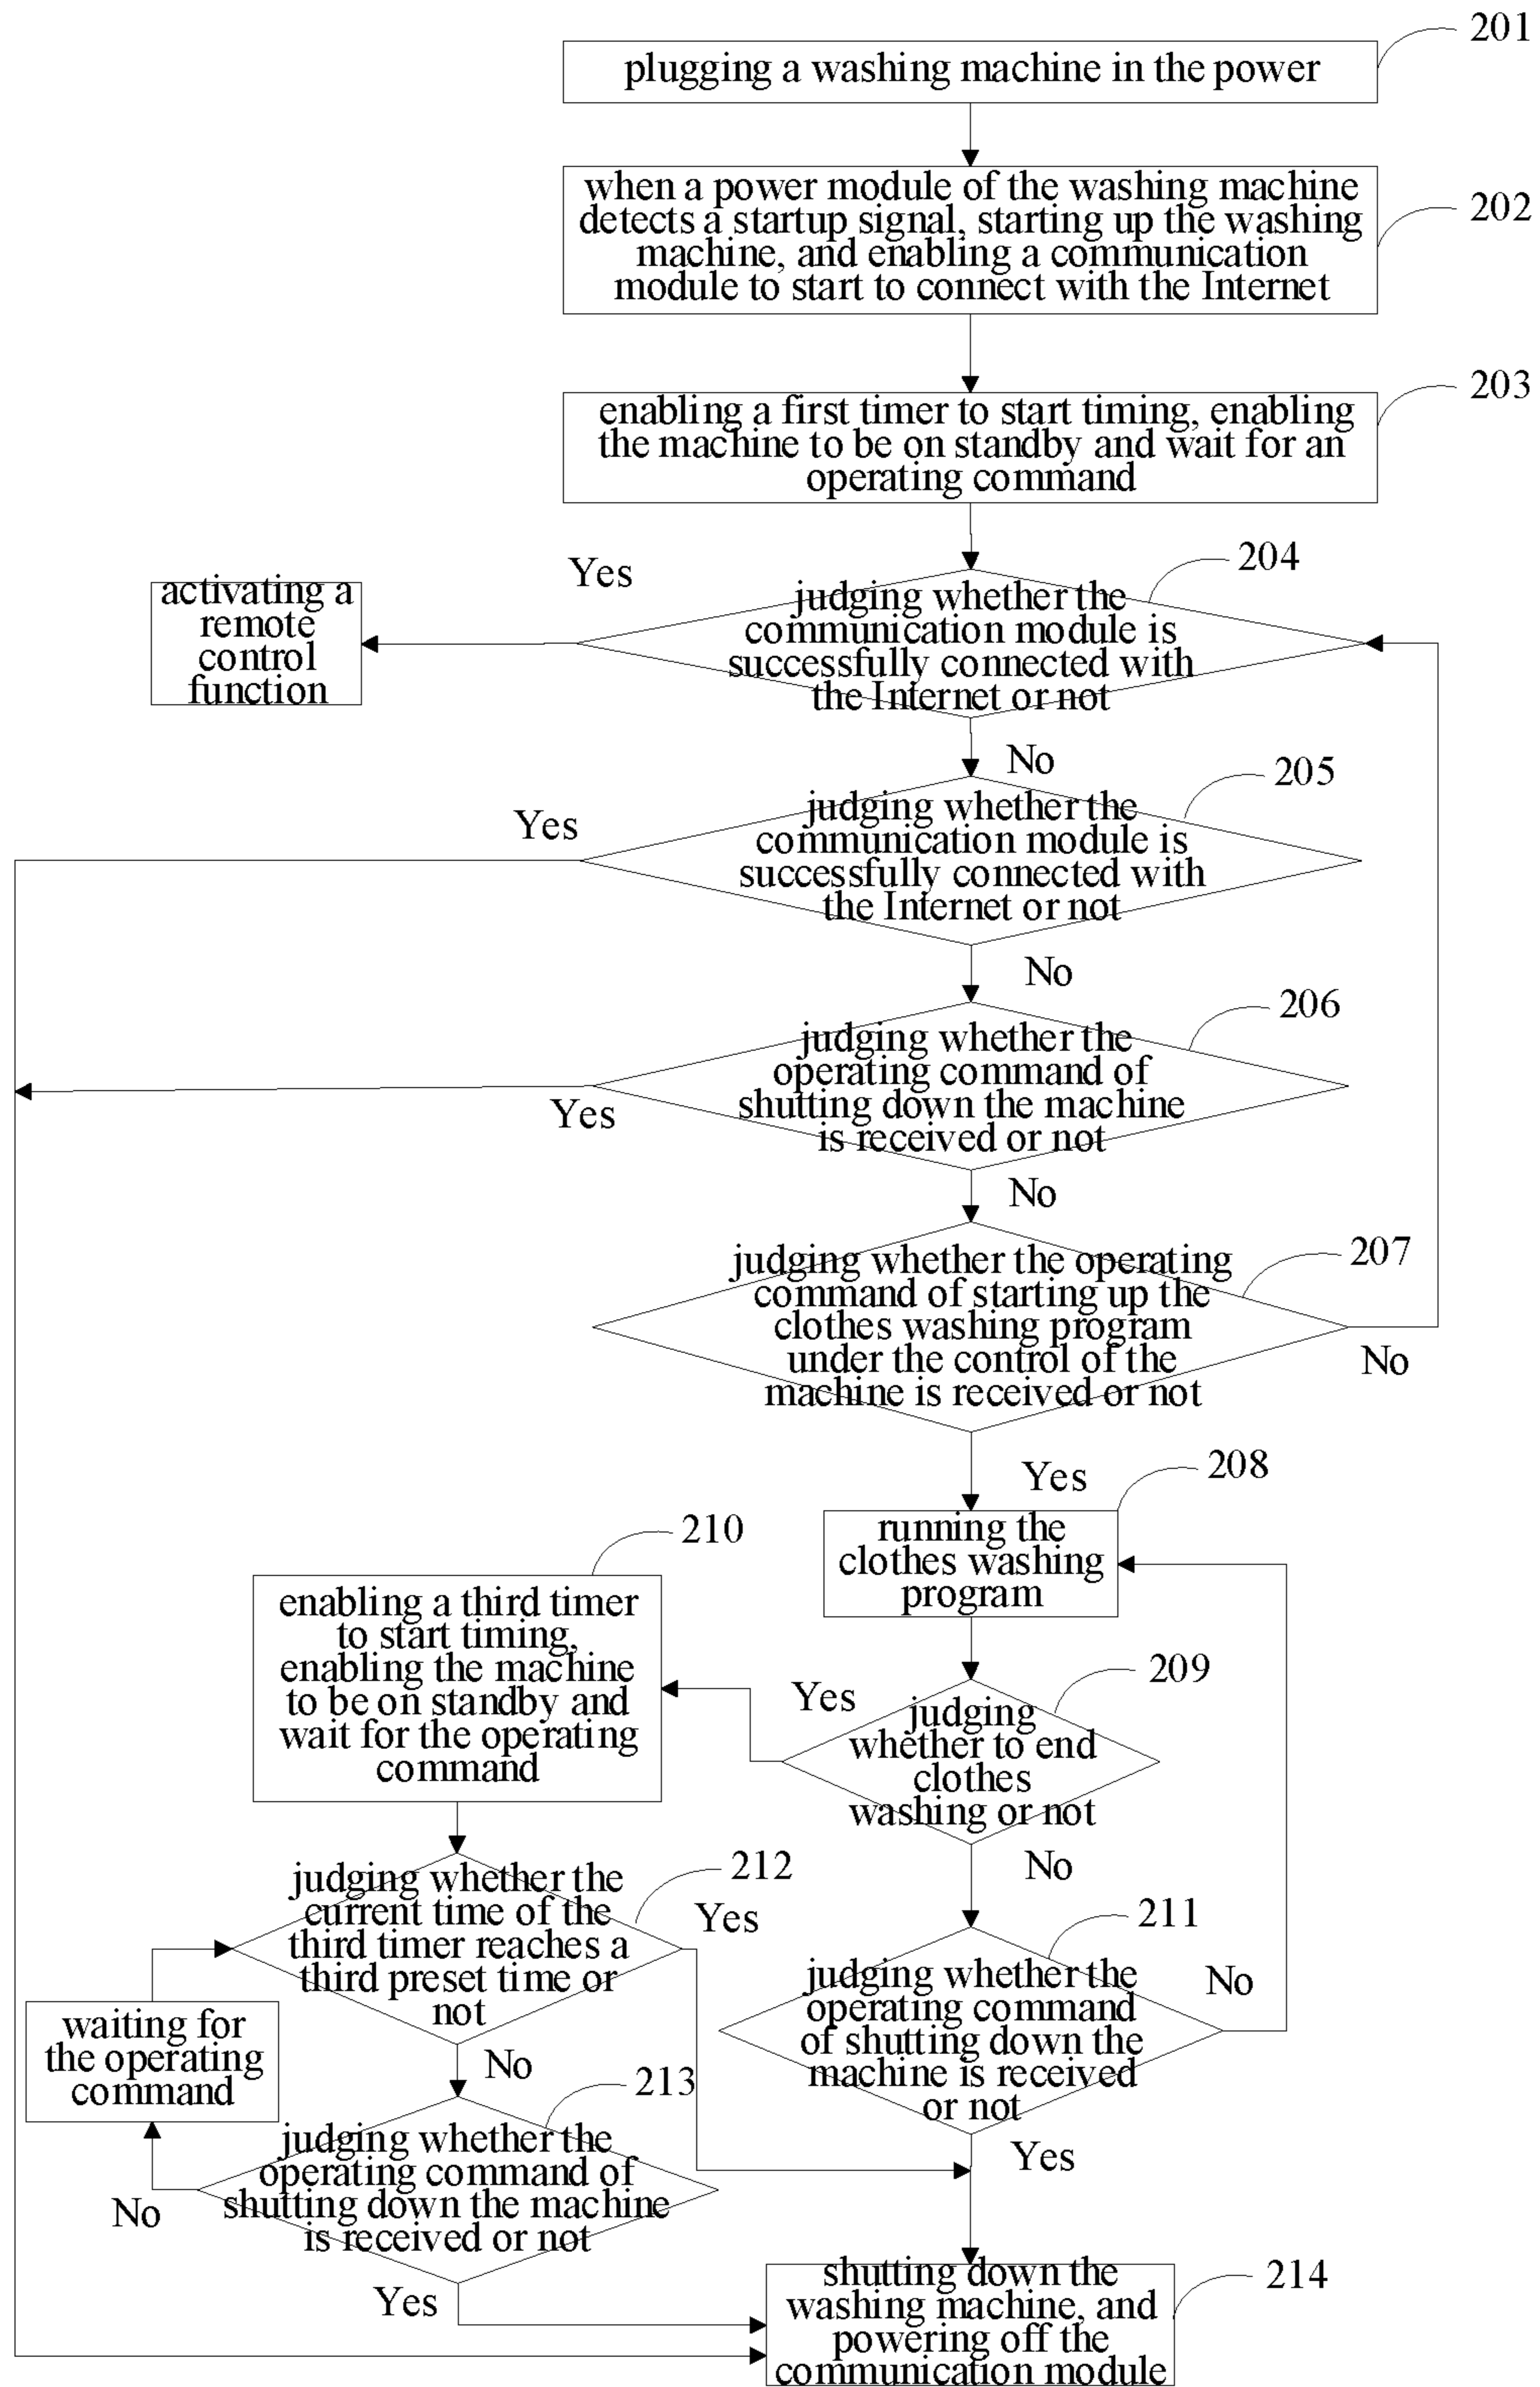 201
plugging a washing machine in the power
when a power module of the washing machine
detects a startup signal, starting up the washing
machine, and enabling a communication
module to start to connect with the Internet
202
203
enabling a first timer to start timing, enabling
the machine to be on standby and wait for an
operating command
204
Yes
activating a
remote
control
function
judging whether the
communication module is
successfully connected with
the Internet or not
No
205
Yes
judging whether the
communication module is
successfully connected with
the Internet or not
No
206
judging whether the
operating command of
shutting down the machine
is received or not
Yes
No
207
judging whether the operating
command of starting up the
clothes washing program
under the control of the
machine is received or not
No
Yes
208
running the
clothes washing
program
210
enabling a third timer
to start timing,
enabling the machine
to be on standby and
wait for the operating
command
209
Yes
judging
whether to end
clothes
washing or not
No
212
judging whether the
current time of the
third timer reaches a
third preset time or
not
Yes
211
judging whether the
operating command
of shutting down the
machine is received
or not
No
waiting for
the operating
command
No
213
judging whether the
operating command of
shutting down the machine
is received or not
No
Yes
Yes
214
shutting down the
washing machine, and
powering off the
communication module